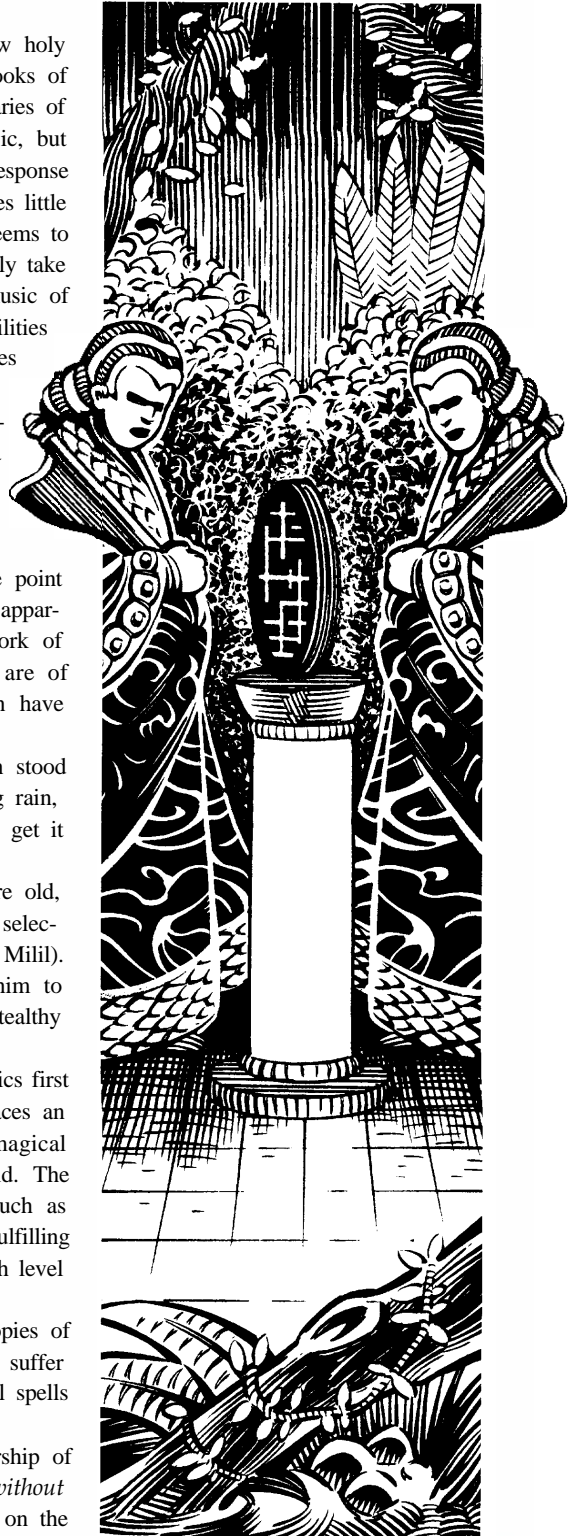 w holy
ooks of
aries of
ic, but
esponse
es little
eems to
ly take
usic of
ilities
es
-
e point
appar-
ork of
are of
n have
n stood
g rain,
get it
re old,
selec-
Milil).
him to
tealthy
ics first
aces an
magical
d. The
uch as
ulfilling
h level
opies of
suffer
l spells
rship of
without
on the